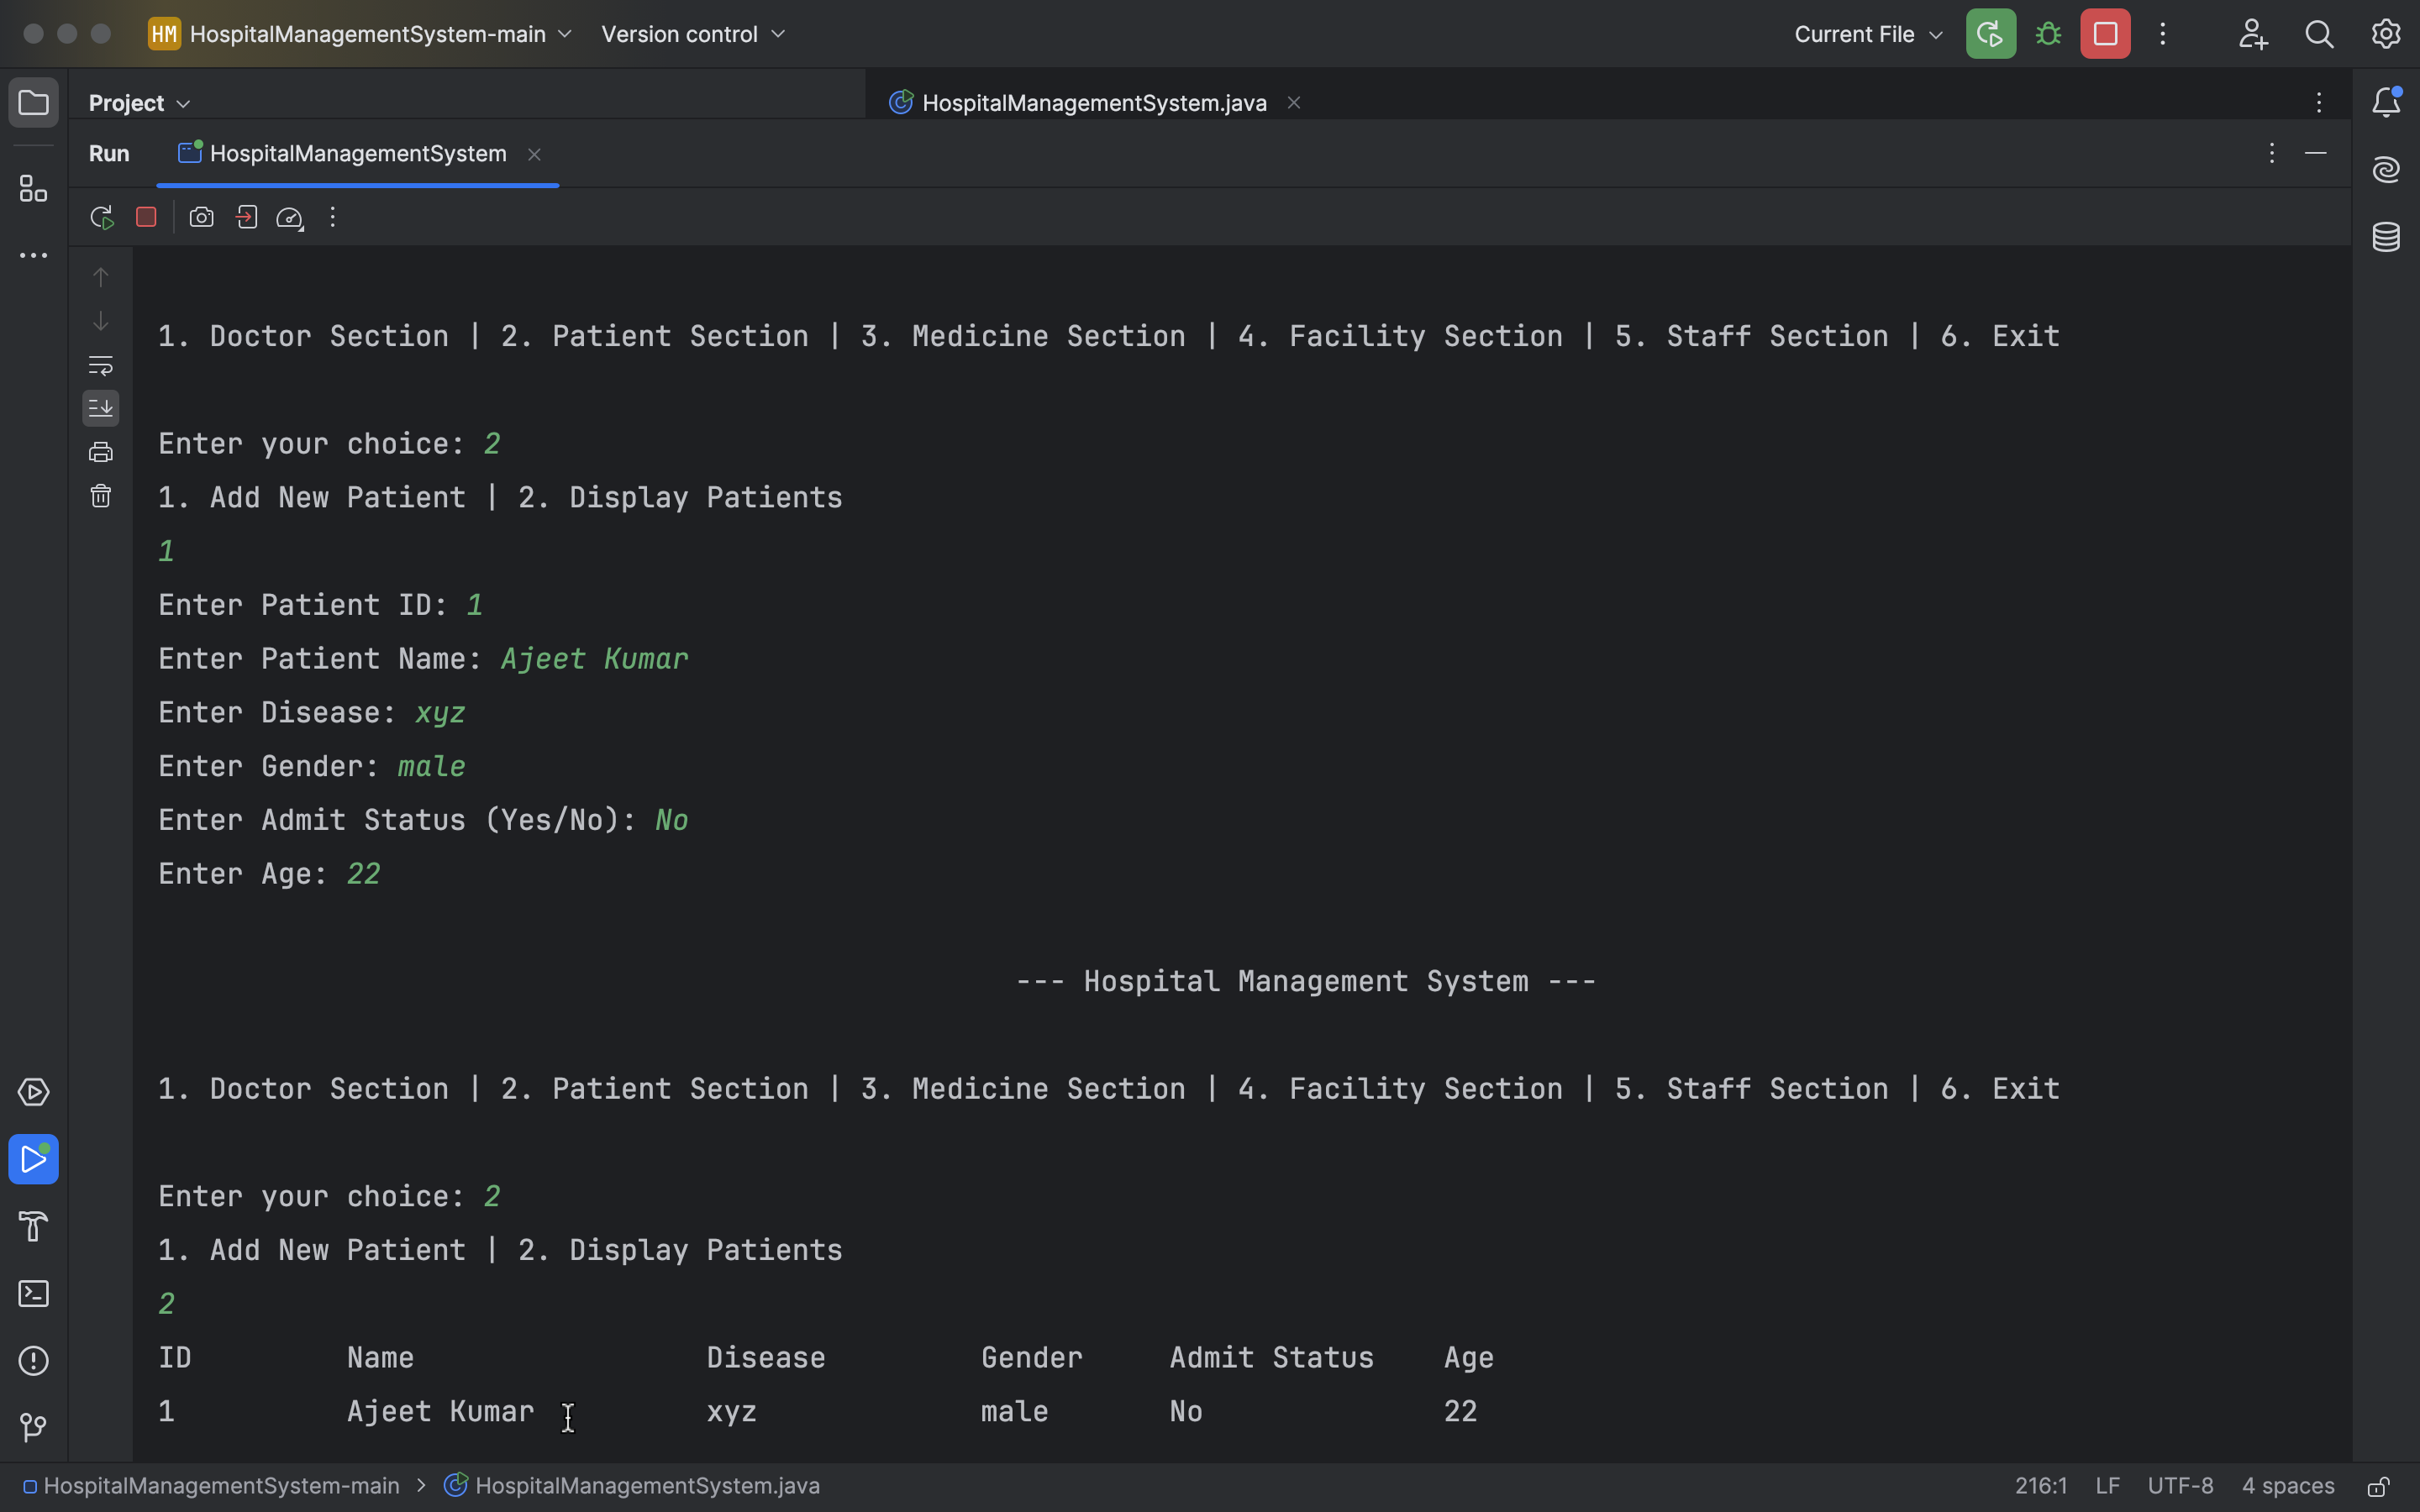 HM HospitalManagementSystem-main Version control Current File
Project HospitalManagementSystem.java
Run HospitalManagementSystem
1. Doctor Section | 2. Patient Section | 3. Medicine Section | 4. Facility Section | 5. Staff Section | 6. Exit
Enter your choice: 2
1. Add New Patient | 2. Display Patients
1
Enter Patient ID: 1
Enter Patient Name: Ajeet Kumar
Enter Disease: xyz
Enter Gender: male
Enter Admit Status (Yes/No): No
Enter Age: 22
--- Hospital Management System ---
1. Doctor Section | 2. Patient Section | 3. Medicine Section | 4. Facility Section | 5. Staff Section | 6. Exit
Enter your choice: 2
1. Add New Patient | 2. Display Patients
2
ID Name Disease Gender Admit Status Age
1 Ajeet Kumar xyz male No 22
HospitalManagementSystem-main > HospitalManagementSystem.java 216:1 LF UTF-8 4 spaces